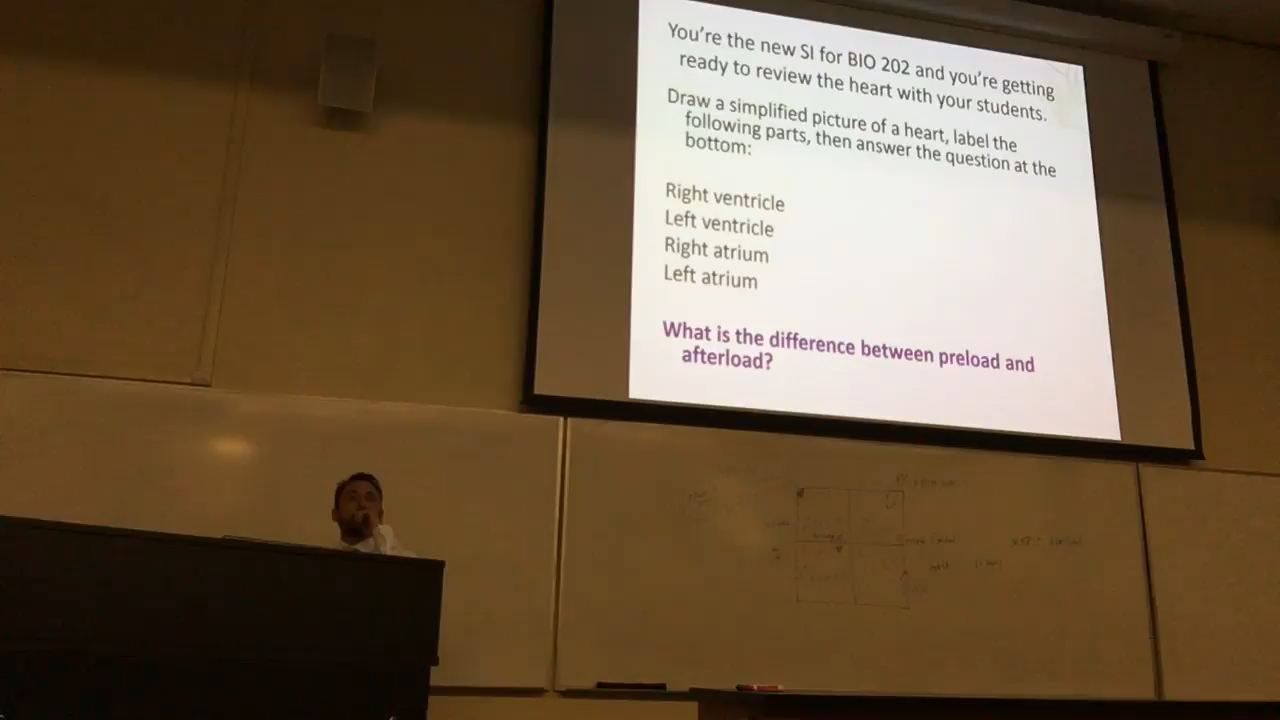 You're the new SI for BIO 202 and you're getting
ready to review the heart with your students.
Draw a simplified picture of a heart, label the
following parts, then answer the question at the
bottom:
Right ventricle
Left ventricle
Right atrium
Left atrium
What is the difference between preload and
afterload?